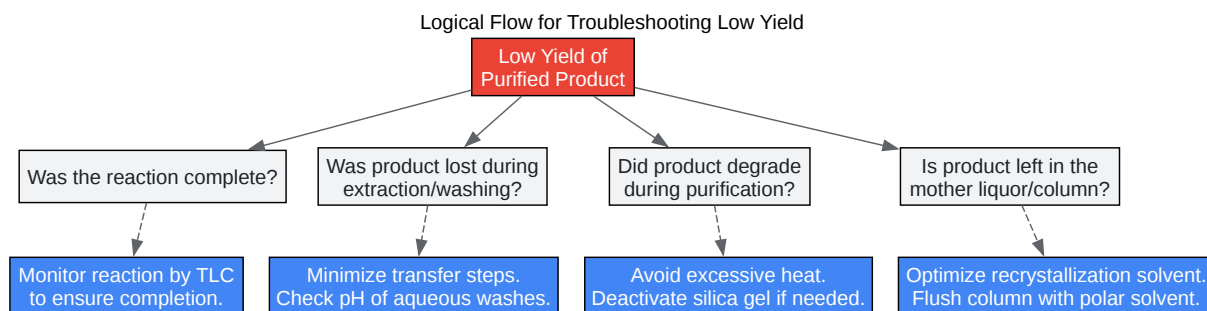 Logical Flow for Troubleshooting Low Yield
Low Yield of
Purified Product
Was the reaction complete?
Was product lost during
extraction/washing?
Did product degrade
during purification?
Is product left in the
mother liquor/column?
Monitor reaction by TLC
to ensure completion.
Minimize transfer steps.
Check pH of aqueous washes.
Avoid excessive heat.
Deactivate silica gel if needed.
Optimize recrystallization solvent.
Flush column with polar solvent.